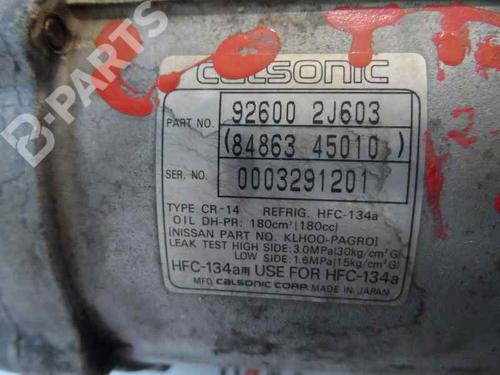 B-PARTS
calsonic
PART NO. 92600 2J603
(84863 45010)
SER. NO. 0003291201
TYPE CR-14 REFRIG. HFC-134a
OIL DH-PR: 180cm³(180cc)
(NISSAN PART NO. KLHOO-PAGRO)
LEAK TEST HIGH SIDE: 3.0MPa(30kg/cm²G)
LOW SIDE: 1.6MPa(15kg/cm²G)
HFC-134a用 USE FOR HFC-134a
MFD. calsonic CORP. MADE IN JAPAN